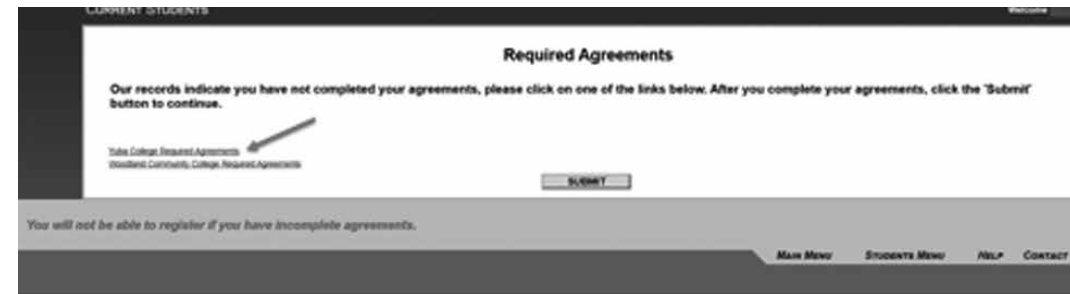 CURRENT STUDENTS Welcome
Required Agreements
Our records indicate you have not completed your agreements, please click on one of the links below. After you complete your agreements, click the 'Submit'
button to continue.
Yuba College Required Agreements
Woodland Community College Required Agreements
SUBMIT
You will not be able to register if you have incomplete agreements.
MAIN MENU STUDENTS MENU HELP CONTACT